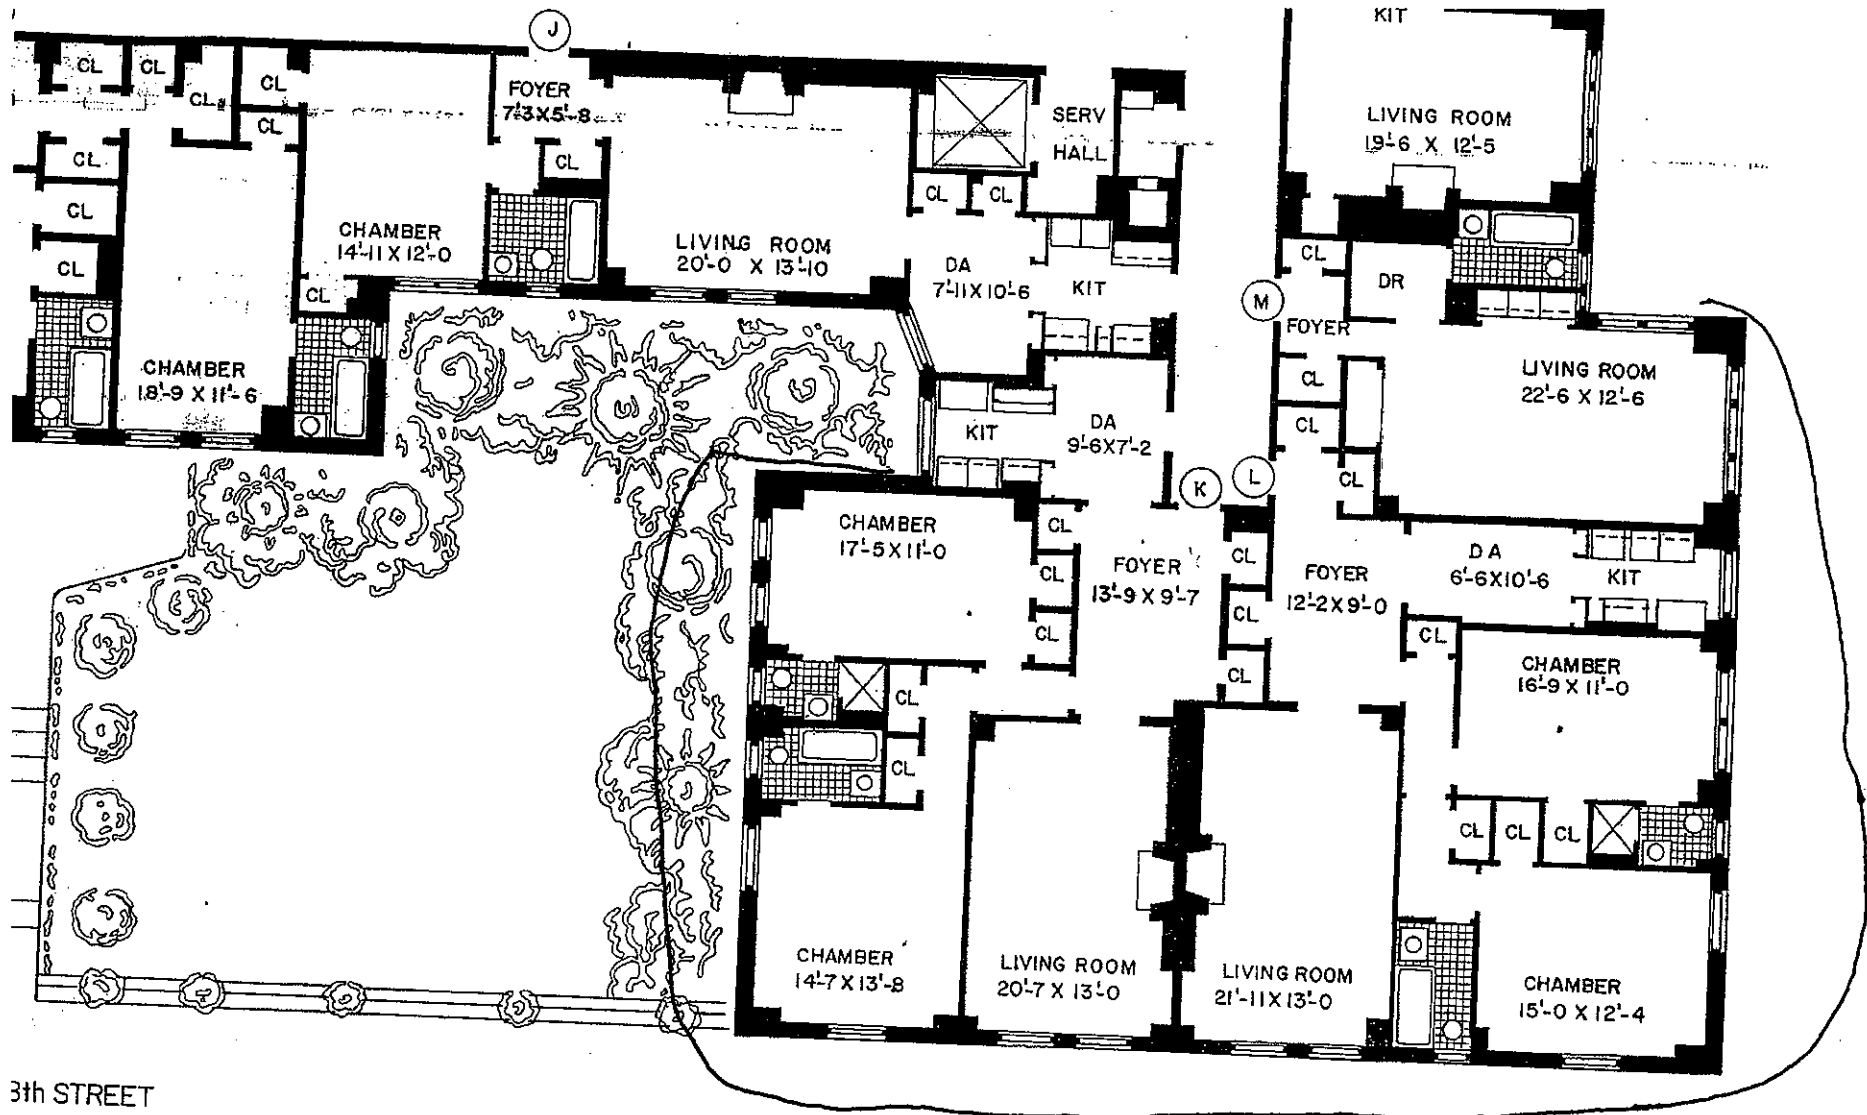 J
KIT
CL
CL
CL
CL
CL
CL
CL
CL
CL
FOYER
7'-3 X 5'-8
CL
SERV
HALL
LIVING ROOM
19'-6 X 12'-5
CHAMBER
14'-11 X 12'-0
LIVING ROOM
20'-0 X 13'-10
CL
CL
DA
7'-11 X 10'-6
KIT
CL
DR
M
FOYER
CL
CHAMBER
18'-9 X 11'-6
LIVING ROOM
22'-6 X 12'-6
CL
CL
CL
KIT
DA
9'-6 X 7'-2
K
L
CHAMBER
17'-5 X 11'-0
CL
CL
CL
FOYER
13'-9 X 9'-7
CL
CL
CL
FOYER
12'-2 X 9'-0
DA
6'-6 X 10'-6
KIT
CL
CHAMBER
16'-9 X 11'-0
CL
CL
CL
CL
CL
CHAMBER
14'-7 X 13'-8
LIVING ROOM
20'-7 X 13'-0
LIVING ROOM
21'-11 X 13'-0
CHAMBER
15'-0 X 12'-4
8th STREET